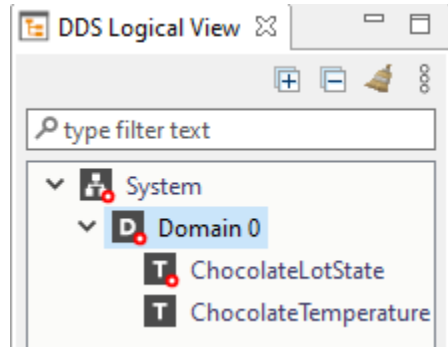 DDS Logical View
type filter text
System
D Domain 0
T ChocolateLotState
T ChocolateTemperature